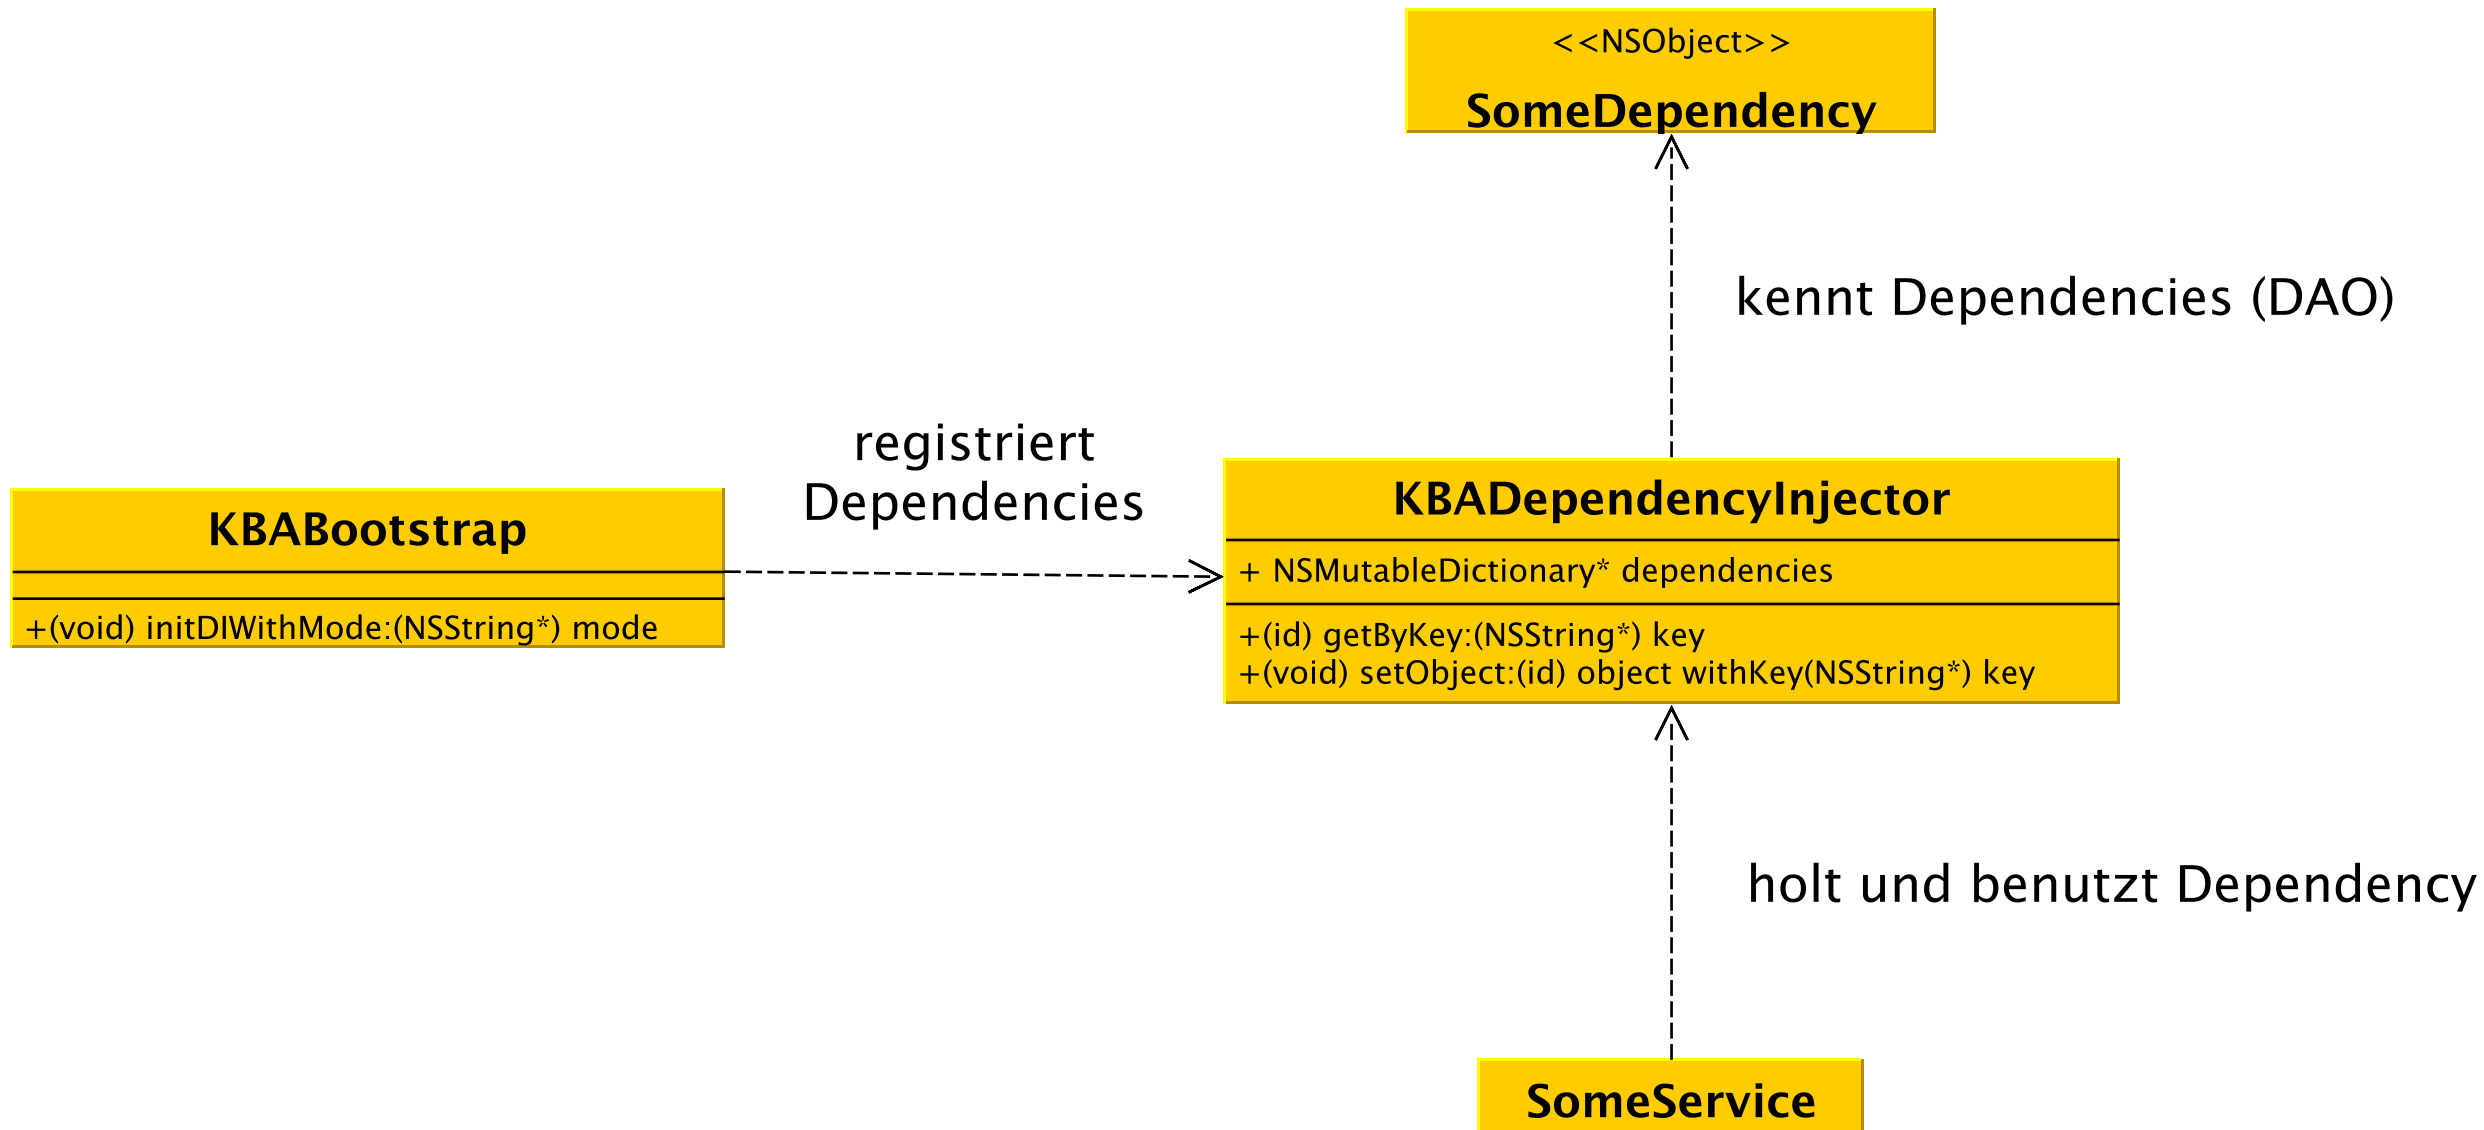 <<NSObject>>
SomeDependency
kennt Dependencies (DAO)
registriert
Dependencies
KBABootstrap
+(void) initDIWithMode:(NSString*) mode
KBADependencyInjector
+ NSMutableDictionary* dependencies
+(id) getByKey:(NSString*) key
+(void) setObject:(id) object withKey(NSString*) key
holt und benutzt Dependency
SomeService